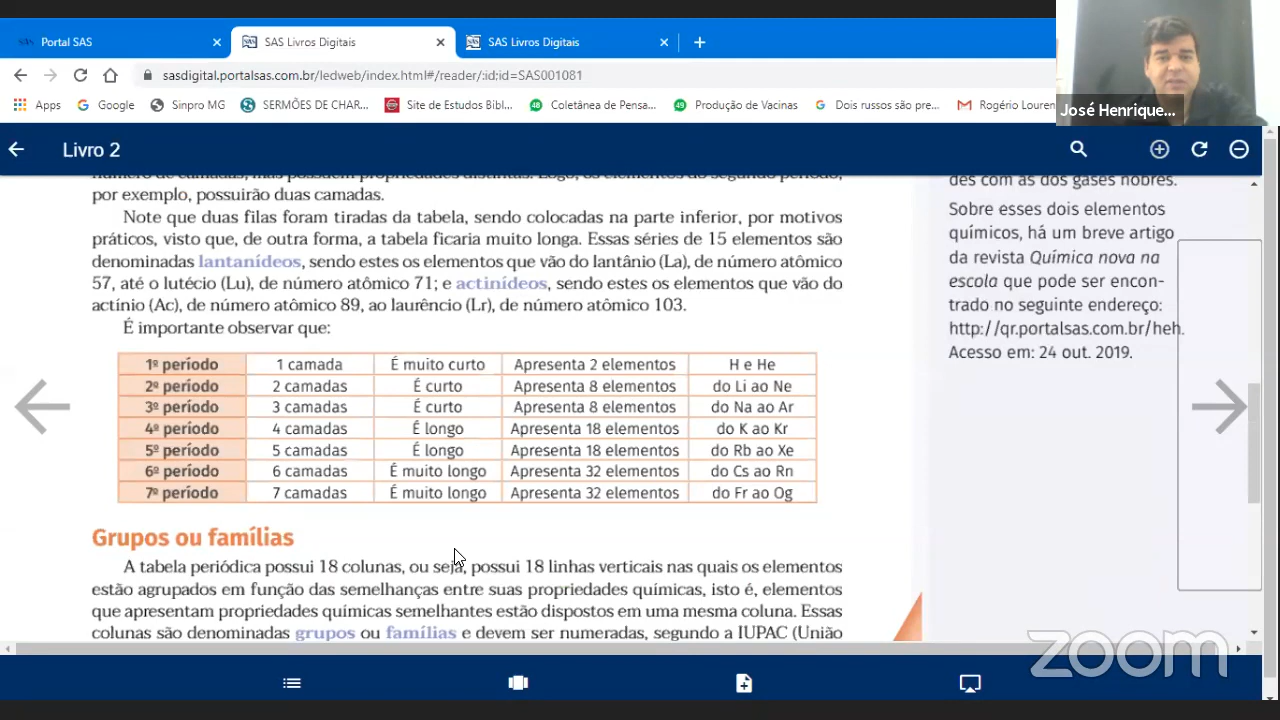 Portal SAS
SAS Livros Digitais
SAS Livros Digitais
sasdigital.portalsas.com.br/ledweb/index.html#/reader/:id:id=SAS001081
Apps Google Sinpro MG SERMÕES DE CHAR... Site de Estudos Bibl... 48 Coletânea de Pensa... 49 Produção de Vacinas Dois russos são pre... Rogério Louren
José Henrique...
Livro 2
número de camadas, mas possuem propriedades distintas. Logo, os elementos do segundo período,
por exemplo, possuirão duas camadas.
Note que duas filas foram tiradas da tabela, sendo colocadas na parte inferior, por motivos
práticos, visto que, de outra forma, a tabela ficaria muito longa. Essas séries de 15 elementos são
denominadas lantanídeos, sendo estes os elementos que vão do lantânio (La), de número atômico
57, até o lutécio (Lu), de número atômico 71; e actinídeos, sendo estes os elementos que vão do
actínio (Ac), de número atômico 89, ao laurêncio (Lr), de número atômico 103.
É importante observar que:
1º período 1 camada É muito curto Apresenta 2 elementos H e He
2º período 2 camadas É curto Apresenta 8 elementos do Li ao Ne
3º período 3 camadas É curto Apresenta 8 elementos do Na ao Ar
4º período 4 camadas É longo Apresenta 18 elementos do K ao Kr
5º período 5 camadas É longo Apresenta 18 elementos do Rb ao Xe
6º período 6 camadas É muito longo Apresenta 32 elementos do Cs ao Rn
7º período 7 camadas É muito longo Apresenta 32 elementos do Fr ao Og
Grupos ou famílias
A tabela periódica possui 18 colunas, ou seja, possui 18 linhas verticais nas quais os elementos
estão agrupados em função das semelhanças entre suas propriedades químicas, isto é, elementos
que apresentam propriedades químicas semelhantes estão dispostos em uma mesma coluna. Essas
colunas são denominadas grupos ou famílias e devem ser numeradas, segundo a IUPAC (União
des com as dos gases nobres.
Sobre esses dois elementos
químicos, há um breve artigo
da revista Química nova na
escola que pode ser encon-
trado no seguinte endereço:
http://qr.portalsas.com.br/heh.
Acesso em: 24 out. 2019.
zoom